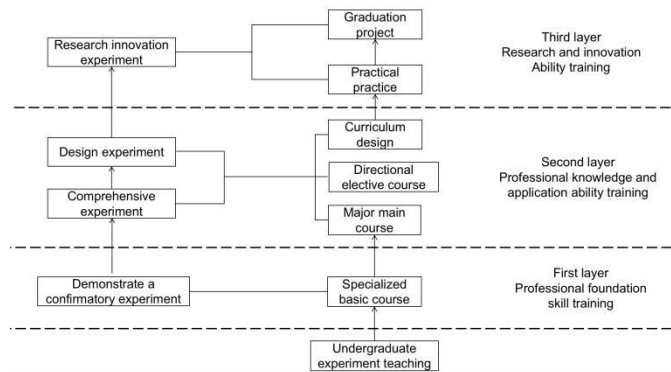 Graduation
project
Research innovation
experiment
Third layer
Research and innovation
Ability training
Practical
practice
Curriculum
design
Design experiment
Directional
elective course
Second layer
Professional knowledge and
application ability training
Comprehensive
experiment
Major main
course
Demonstrate a
confirmatory experiment
Specialized
basic course
First layer
Professional foundation
skill training
Undergraduate
experiment teaching